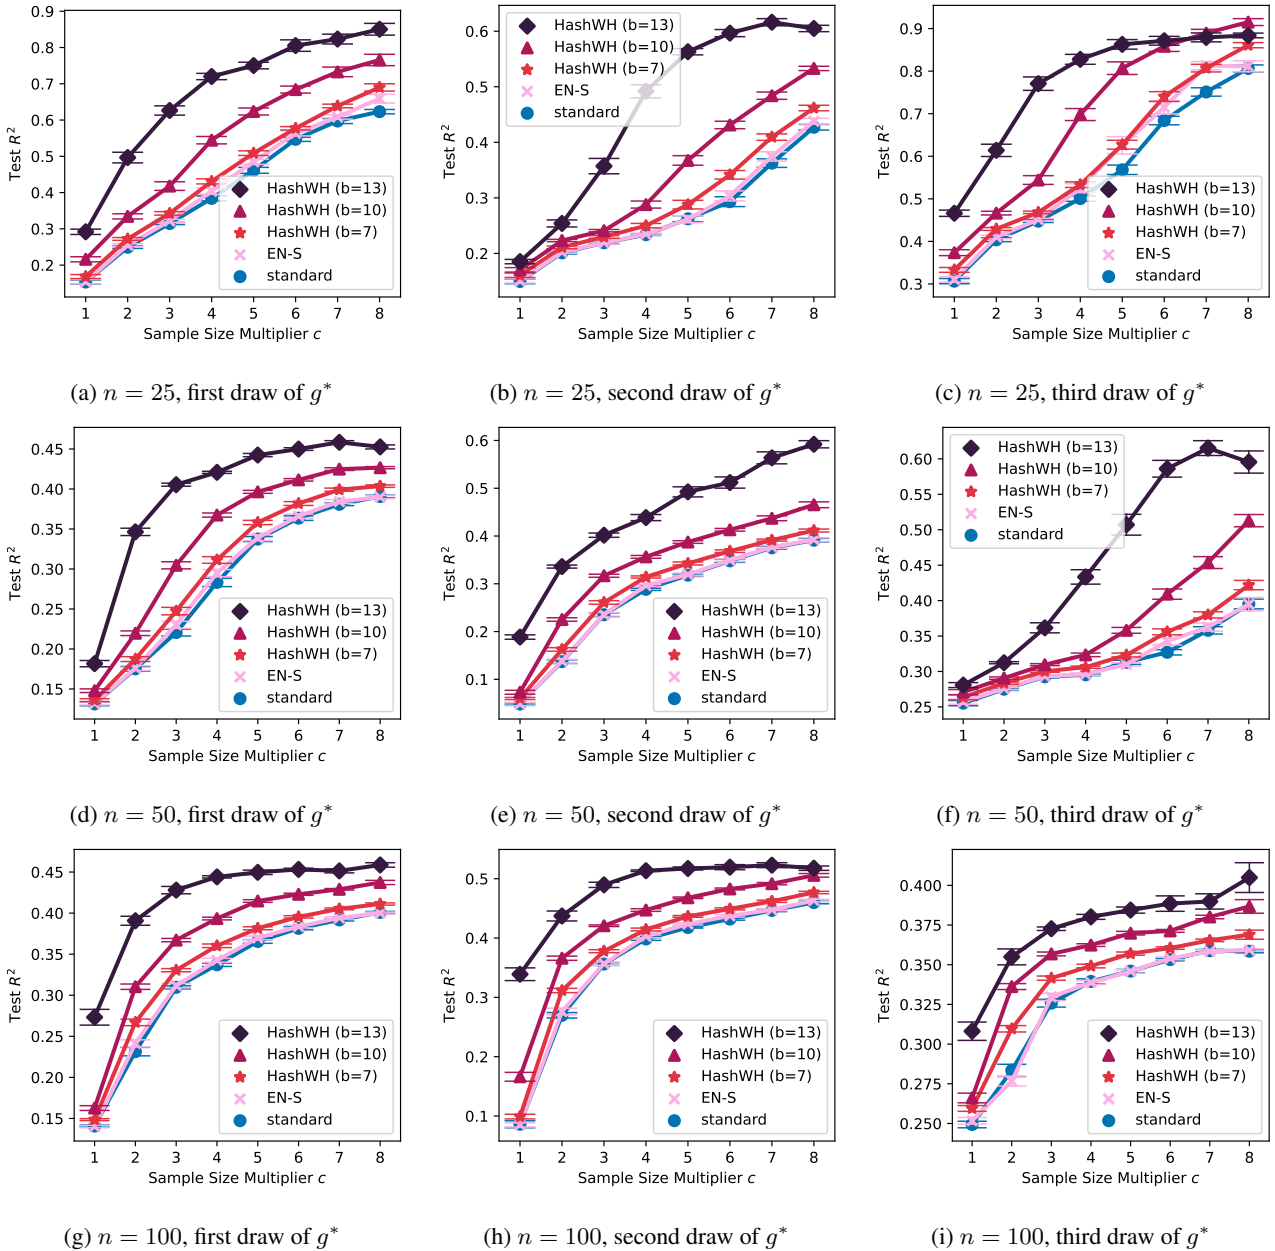 0.9
0.8
0.7
0.6
0.5
0.4
0.3
0.2
Test R²
HashWH (b=13)
HashWH (b=10)
HashWH (b=7)
EN-S
standard
1 2 3 4 5 6 7 8
Sample Size Multiplier c
(a) n = 25, first draw of g*
0.6
0.5
0.4
0.3
0.2
Test R²
HashWH (b=13)
HashWH (b=10)
HashWH (b=7)
EN-S
standard
1 2 3 4 5 6 7 8
Sample Size Multiplier c
(b) n = 25, second draw of g*
0.9
0.8
0.7
0.6
0.5
0.4
0.3
Test R²
HashWH (b=13)
HashWH (b=10)
HashWH (b=7)
EN-S
standard
1 2 3 4 5 6 7 8
Sample Size Multiplier c
(c) n = 25, third draw of g*
0.45
0.40
0.35
0.30
0.25
0.20
0.15
Test R²
HashWH (b=13)
HashWH (b=10)
HashWH (b=7)
EN-S
standard
1 2 3 4 5 6 7 8
Sample Size Multiplier c
(d) n = 50, first draw of g*
0.6
0.5
0.4
0.3
0.2
0.1
Test R²
HashWH (b=13)
HashWH (b=10)
HashWH (b=7)
EN-S
standard
1 2 3 4 5 6 7 8
Sample Size Multiplier c
(e) n = 50, second draw of g*
0.60
0.55
0.50
0.45
0.40
0.35
0.30
0.25
Test R²
HashWH (b=13)
HashWH (b=10)
HashWH (b=7)
EN-S
standard
1 2 3 4 5 6 7 8
Sample Size Multiplier c
(f) n = 50, third draw of g*
0.45
0.40
0.35
0.30
0.25
0.20
0.15
Test R²
HashWH (b=13)
HashWH (b=10)
HashWH (b=7)
EN-S
standard
1 2 3 4 5 6 7 8
Sample Size Multiplier c
(g) n = 100, first draw of g*
0.5
0.4
0.3
0.2
0.1
Test R²
HashWH (b=13)
HashWH (b=10)
HashWH (b=7)
EN-S
standard
1 2 3 4 5 6 7 8
Sample Size Multiplier c
(h) n = 100, second draw of g*
0.400
0.375
0.350
0.325
0.300
0.275
0.250
Test R²
HashWH (b=13)
HashWH (b=10)
HashWH (b=7)
EN-S
standard
1 2 3 4 5 6 7 8
Sample Size Multiplier c
(i) n = 100, third draw of g*